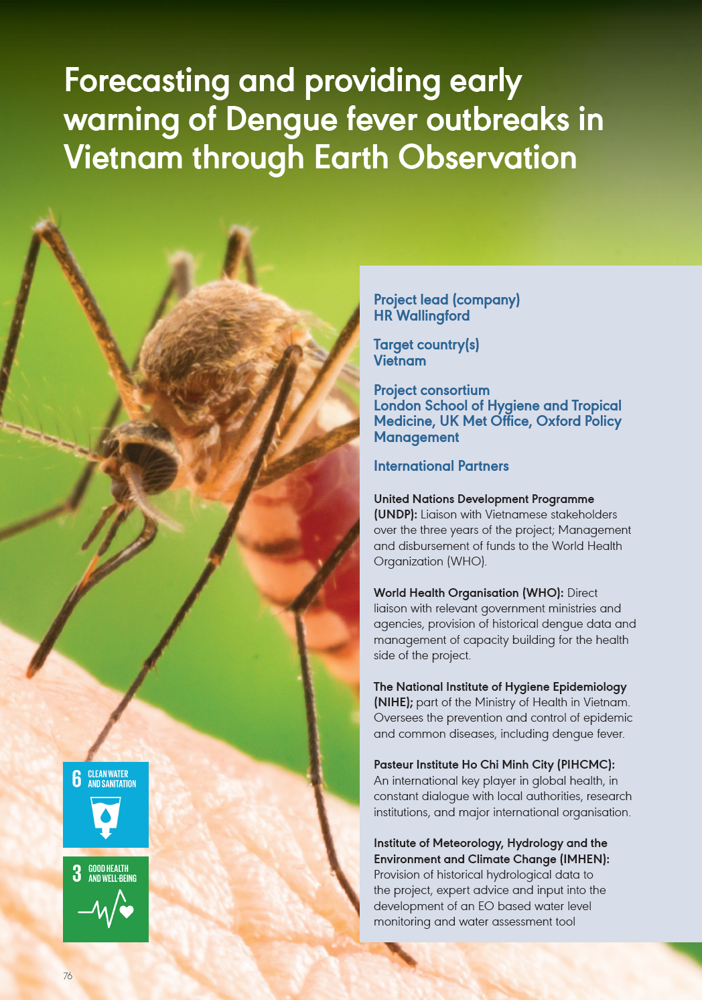 Forecasting and providing early
warning of Dengue fever outbreaks in
Vietnam through Earth Observation
Project lead (company)
HR Wallingford
Target country(s)
Vietnam
Project consortium
London School of Hygiene and Tropical
Medicine, UK Met Office, Oxford Policy
Management
International Partners
United Nations Development Programme
(UNDP): Liaison with Vietnamese stakeholders
over the three years of the project; Management
and disbursement of funds to the World Health
Organization (WHO).
World Health Organisation (WHO): Direct
liaison with relevant government ministries and
agencies, provision of historical dengue data and
management of capacity building for the health
side of the project.
The National Institute of Hygiene Epidemiology
(NIHE); part of the Ministry of Health in Vietnam.
Oversees the prevention and control of epidemic
and common diseases, including dengue fever.
Pasteur Institute Ho Chi Minh City (PIHCMC):
An international key player in global health, in
constant dialogue with local authorities, research
institutions, and major international organisation.
Institute of Meteorology, Hydrology and the
Environment and Climate Change (IMHEN):
Provision of historical hydrological data to
the project, expert advice and input into the
development of an EO based water level
monitoring and water assessment tool
6 CLEAN WATER
AND SANITATION
3 GOOD HEALTH
AND WELL-BEING
76